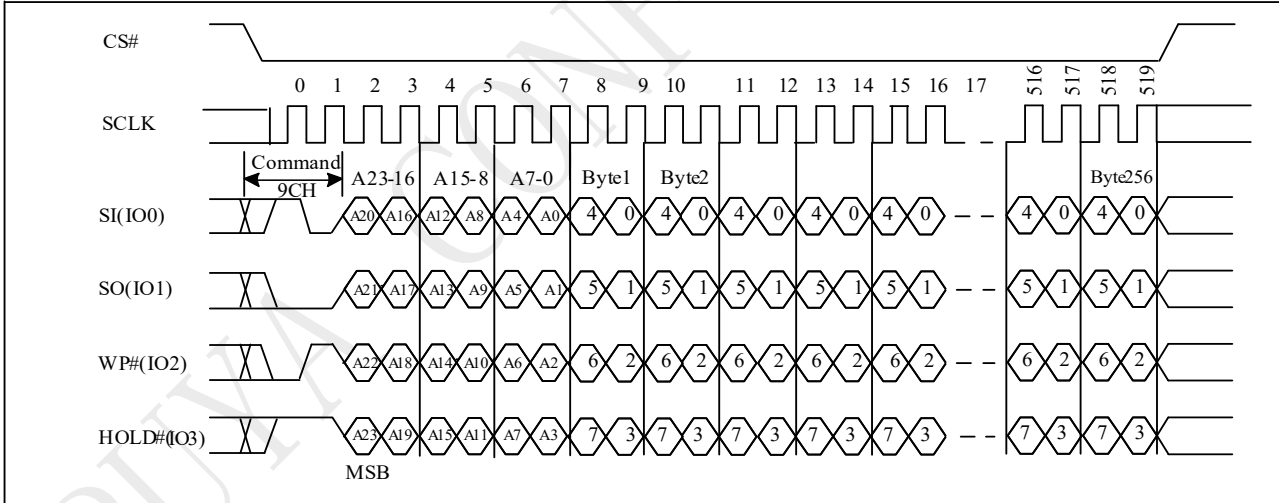 CS#
0 1 2 3 4 5 6 7 8 9 10 11 12 13 14 15 16 17 516 517 518 519
SCLK
Command
9CH
A23-16 A15-8 A7-0 Byte1 Byte2 Byte256
SI(IO0) A20 A16 A12 A8 A4 A0 4 0 4 0 4 0 4 0 4 0 4 0 4 0
SO(IO1) A21 A17 A13 A9 A5 A1 5 1 5 1 5 1 5 1 5 1 5 1 5 1
WP#(IO2) A22 A18 A14 A10 A6 A2 6 2 6 2 6 2 6 2 6 2 6 2 6 2
HOLD#(IO3) A23 A19 A15 A11 A7 A3 7 3 7 3 7 3 7 3 7 3 7 3 7 3
MSB